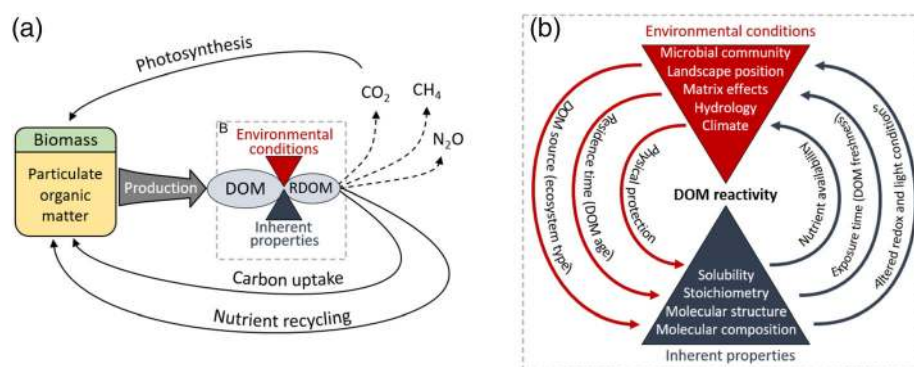 (a)
Photosynthesis
CO2
CH4
N2O
Biomass
Particulate
organic
matter
Production
B
Environmental
conditions
DOM
RDOM
Inherent
properties
Carbon uptake
Nutrient recycling
(b)
Environmental conditions
Microbial community
Landscape position
Matrix effects
Hydrology
Climate
DOM source (ecosystem type)
Residence time (DOM age)
Physical protection
DOM reactivity
Nutrient availability
Exposure time (DOM freshness)
Altered redox and light conditions
Solubility
Stoichiometry
Molecular structure
Molecular composition
Inherent properties